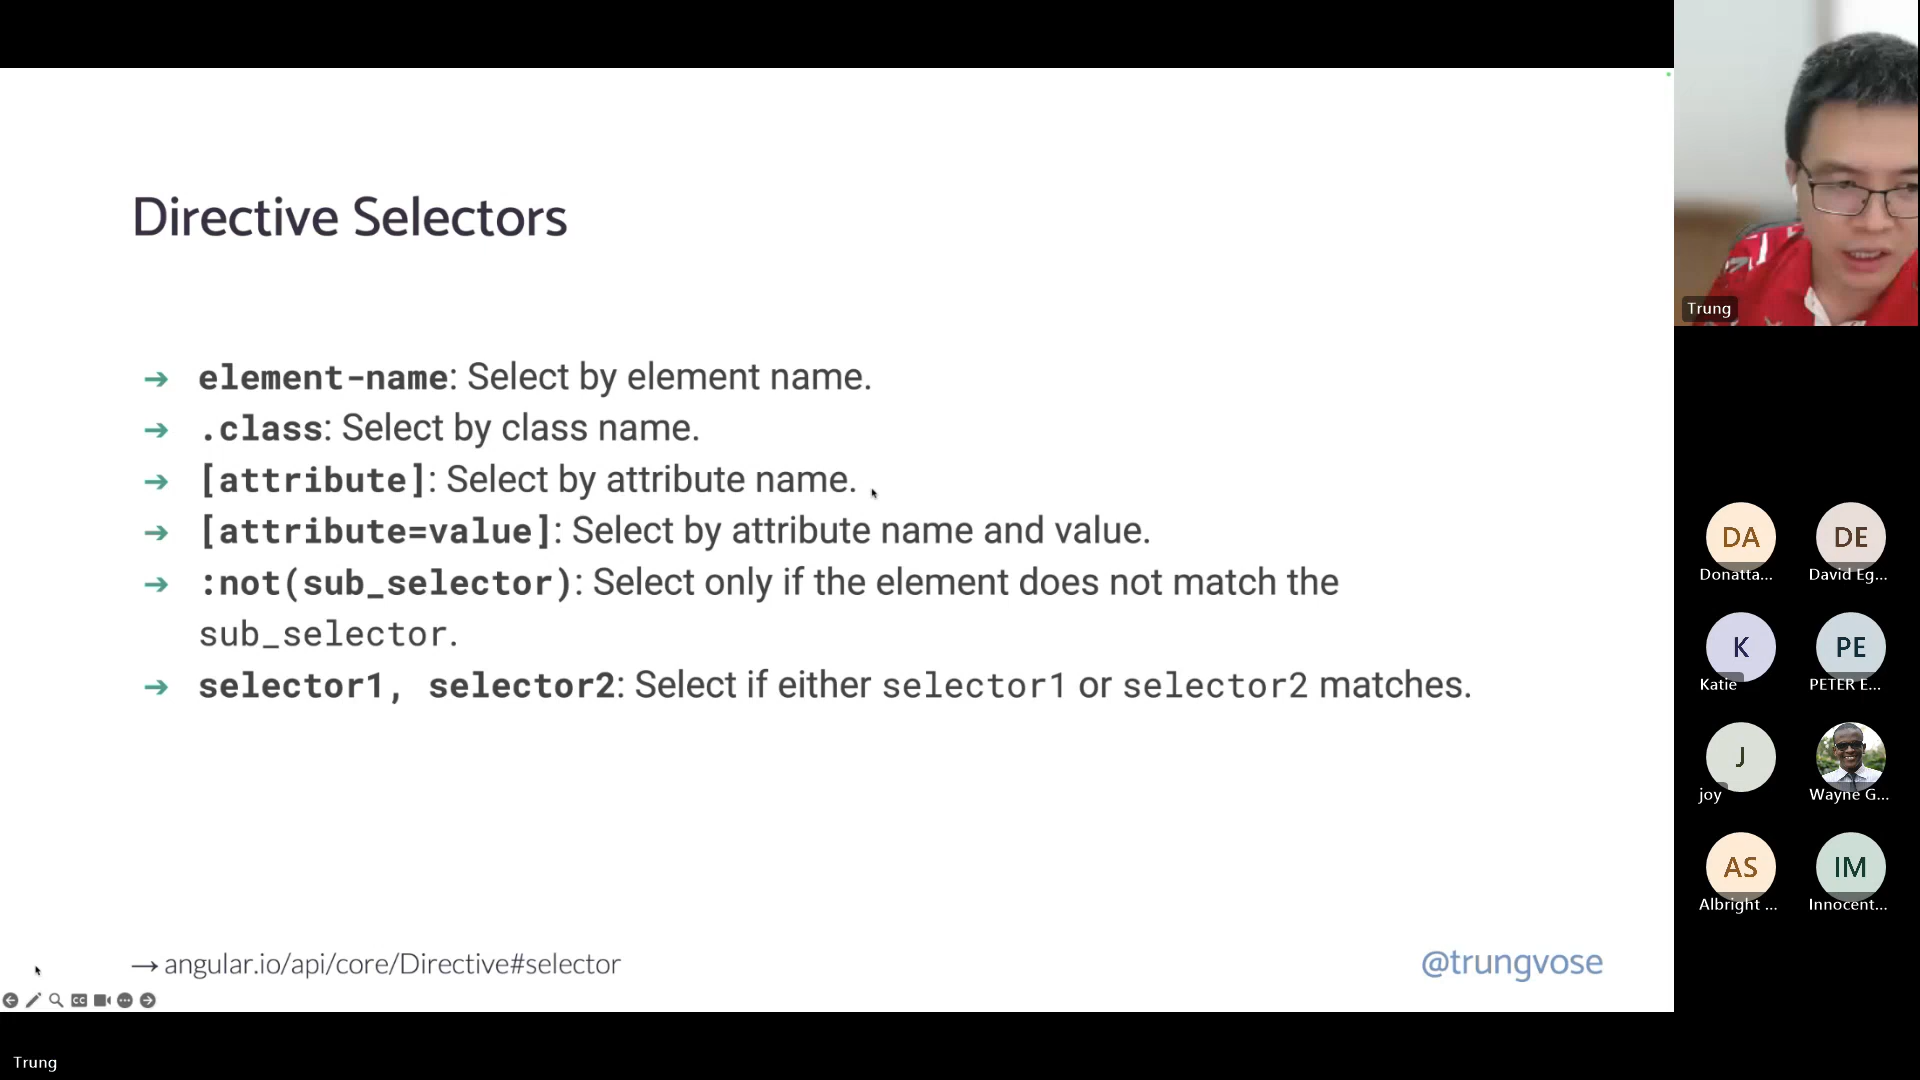 Directive Selectors
➔ element-name: Select by element name.
➔ .class: Select by class name.
➔ [attribute]: Select by attribute name.
➔ [attribute=value]: Select by attribute name and value.
➔ :not(sub_selector): Select only if the element does not match the
sub_selector.
➔ selector1, selector2: Select if either selector1 or selector2 matches.
→ angular.io/api/core/Directive#selector
@trungvose
CC
Trung
Trung
DA
Donatta...
DE
David Eg...
K
Katie
PE
PETER E...
J
joy
Wayne G...
AS
Albright ...
IM
Innocent...